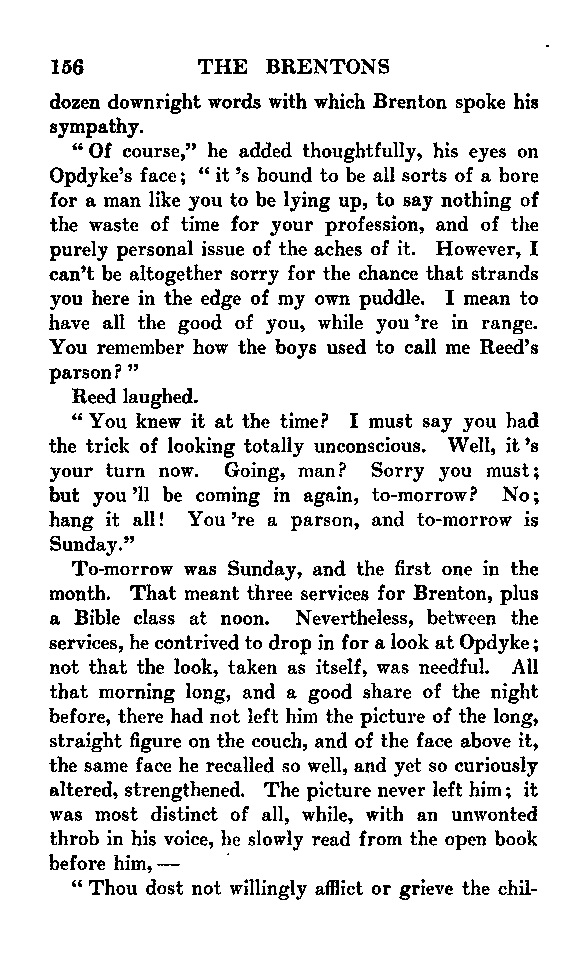 156 THE BRENTONS
dozen downright words with which Brenton spoke his
sympathy.
“ Of course,” he added thoughtfully, his eyes on
Opdyke's face; “ it 's bound to be all sorts of a bore
for a man like you to be lying up, to say nothing of
the waste of time for your profession, and of the
purely personal issue of the aches of it. However, I
can't be altogether sorry for the chance that strands
you here in the edge of my own puddle. I mean to
have all the good of you, while you 're in range.
You remember how the boys used to call me Reed's
parson? ”
Reed laughed.
“ You knew it at the time? I must say you had
the trick of looking totally unconscious. Well, it 's
your turn now. Going, man? Sorry you must;
but you 'll be coming in again, to-morrow? No;
hang it all! You 're a parson, and to-morrow is
Sunday.”
To-morrow was Sunday, and the first one in the
month. That meant three services for Brenton, plus
a Bible class at noon. Nevertheless, between the
services, he contrived to drop in for a look at Opdyke;
not that the look, taken as itself, was needful. All
that morning long, and a good share of the night
before, there had not left him the picture of the long,
straight figure on the couch, and of the face above it,
the same face he recalled so well, and yet so curiously
altered, strengthened. The picture never left him; it
was most distinct of all, while, with an unwonted
throb in his voice, he slowly read from the open book
before him, —
“ Thou dost not willingly afflict or grieve the chil-